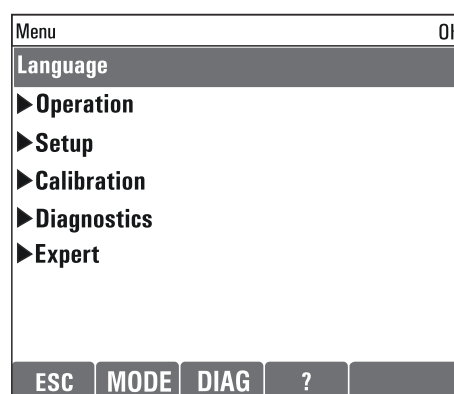 Menu
Language
▶Operation
▶Setup
▶Calibration
▶Diagnostics
▶Expert
ESC MODE DIAG ?